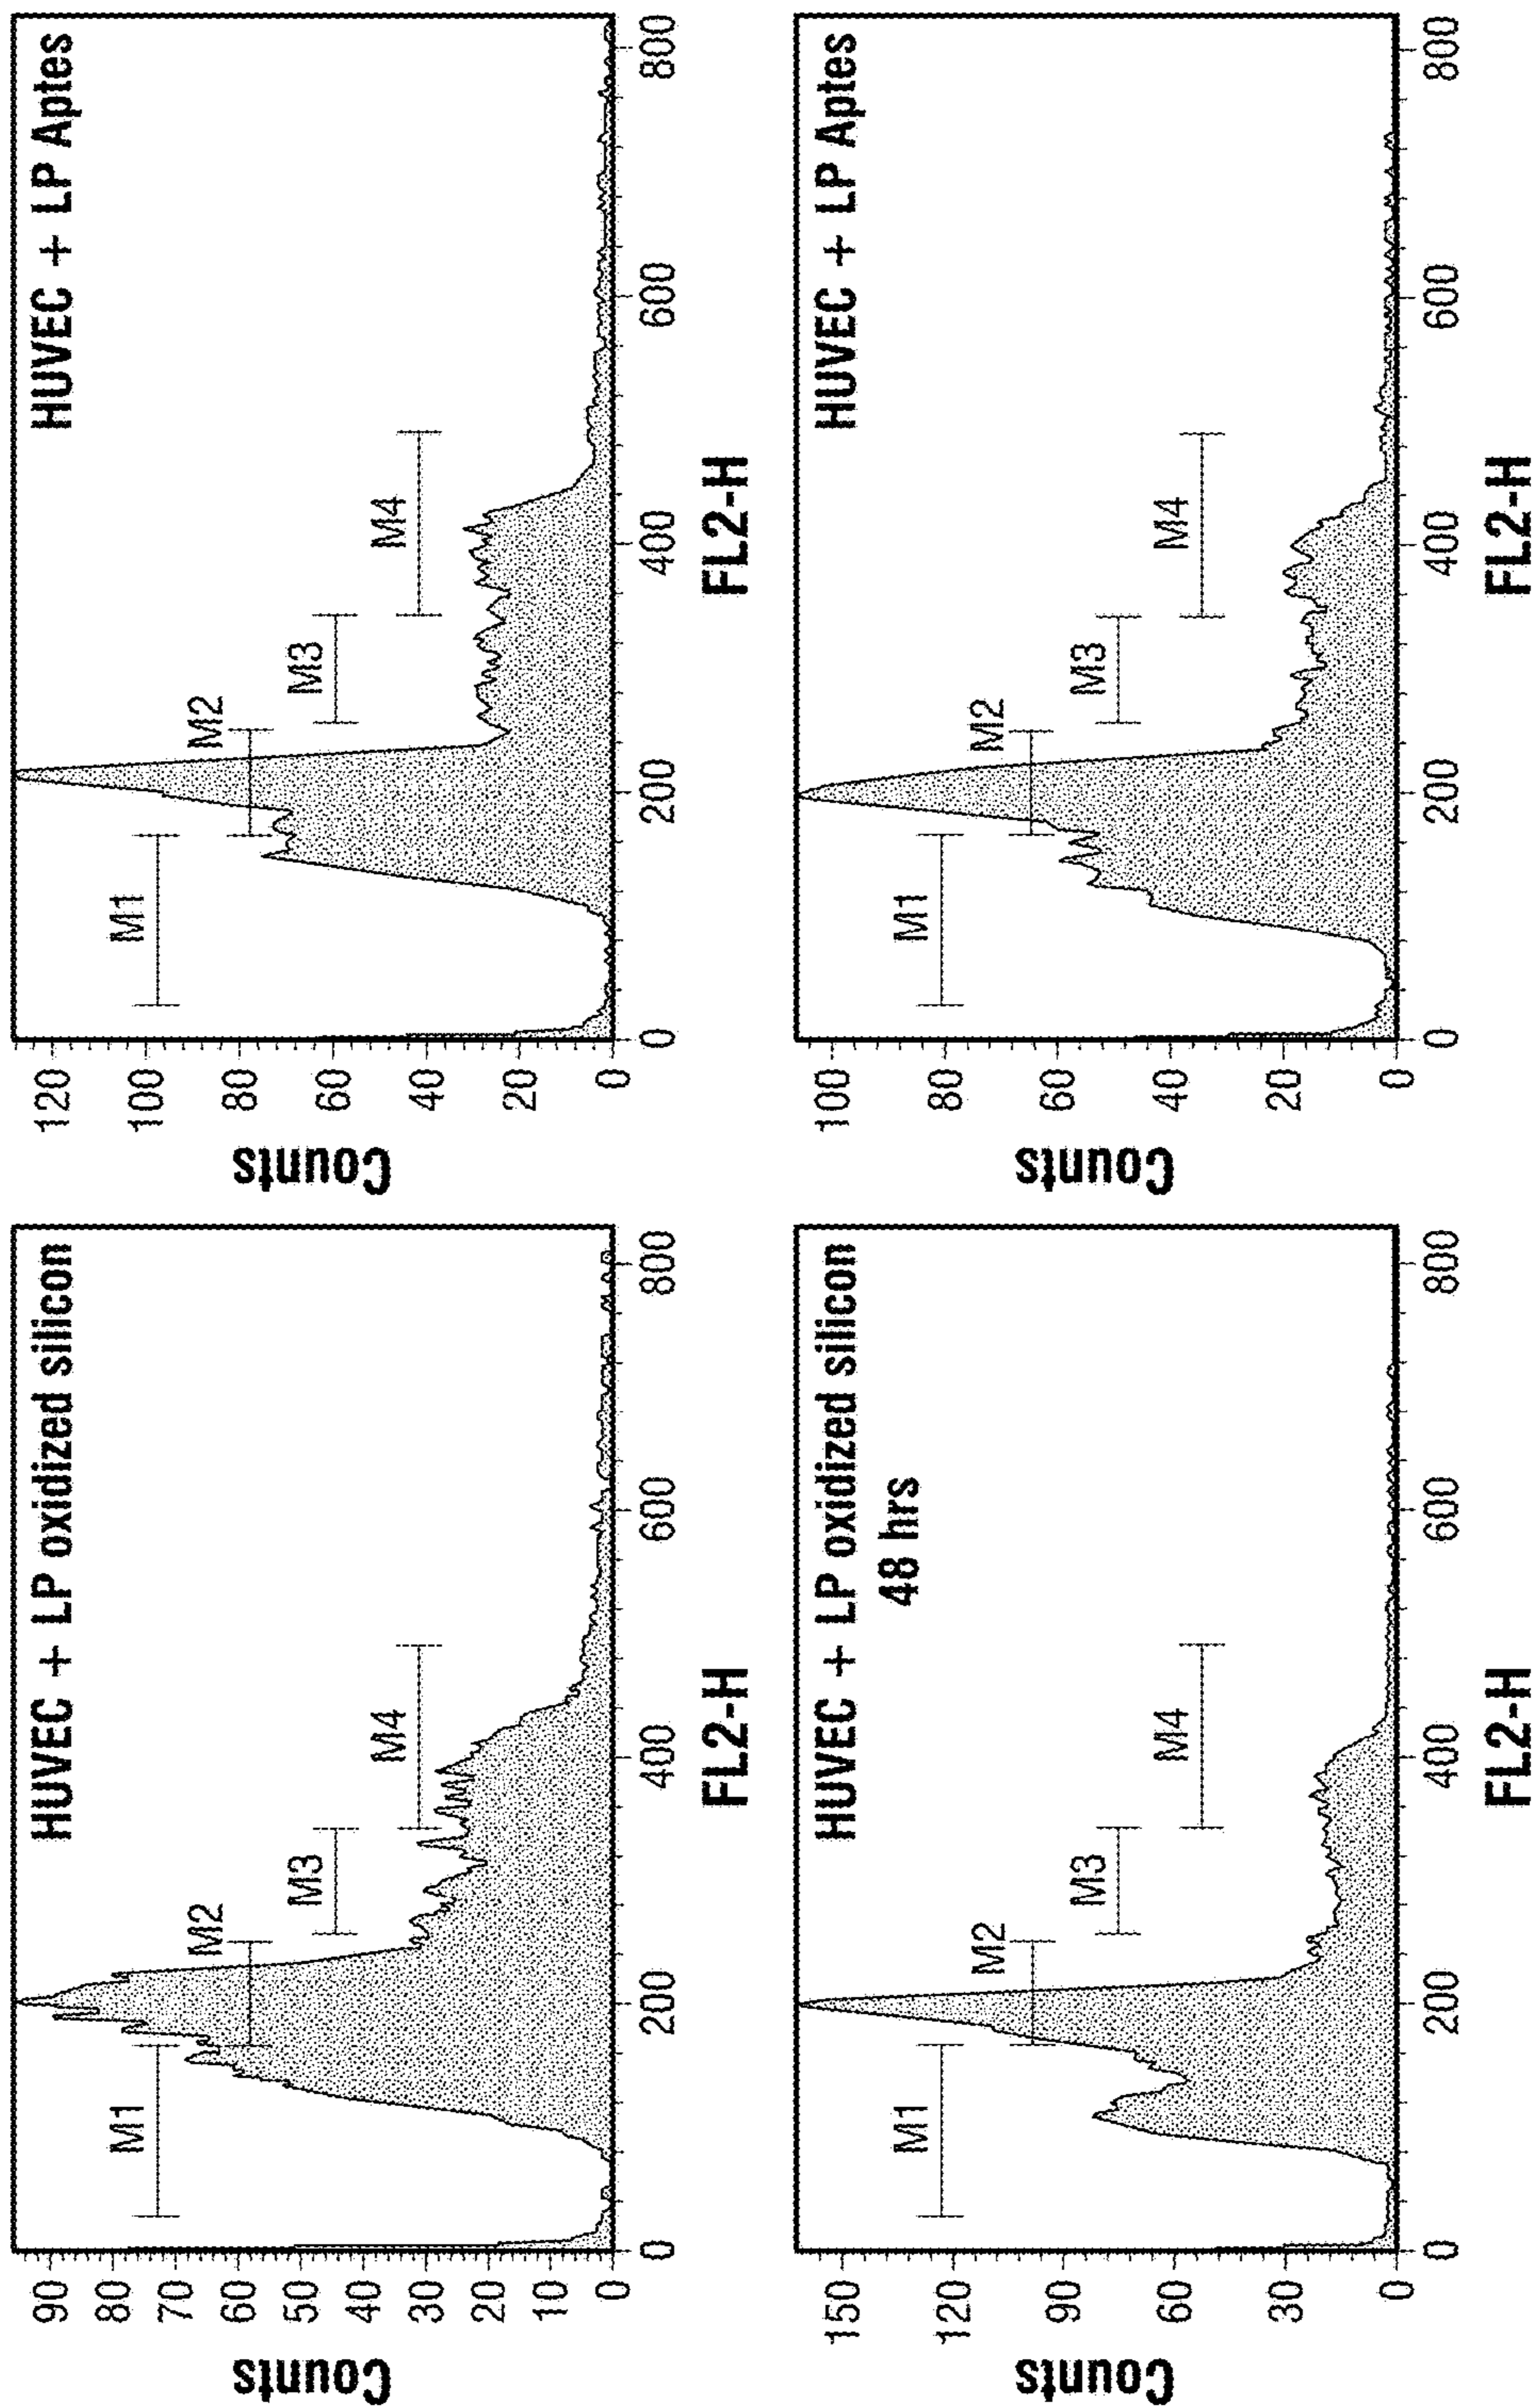 HUVEC + LP oxidized silicon
Counts
90
80
70
60
50
40
30
20
10
0
M1
M2
M3
M4
0
200
400
600
800
FL2-H
HUVEC + LP Aptes
Counts
120
100
80
60
40
20
0
M1
M2
M3
M4
0
200
400
600
800
FL2-H
HUVEC + LP oxidized silicon
48 hrs
Counts
150
120
90
60
30
0
M1
M2
M3
M4
0
200
400
600
800
FL2-H
HUVEC + LP Aptes
Counts
100
80
60
40
20
0
M1
M2
M3
M4
0
200
400
600
800
FL2-H